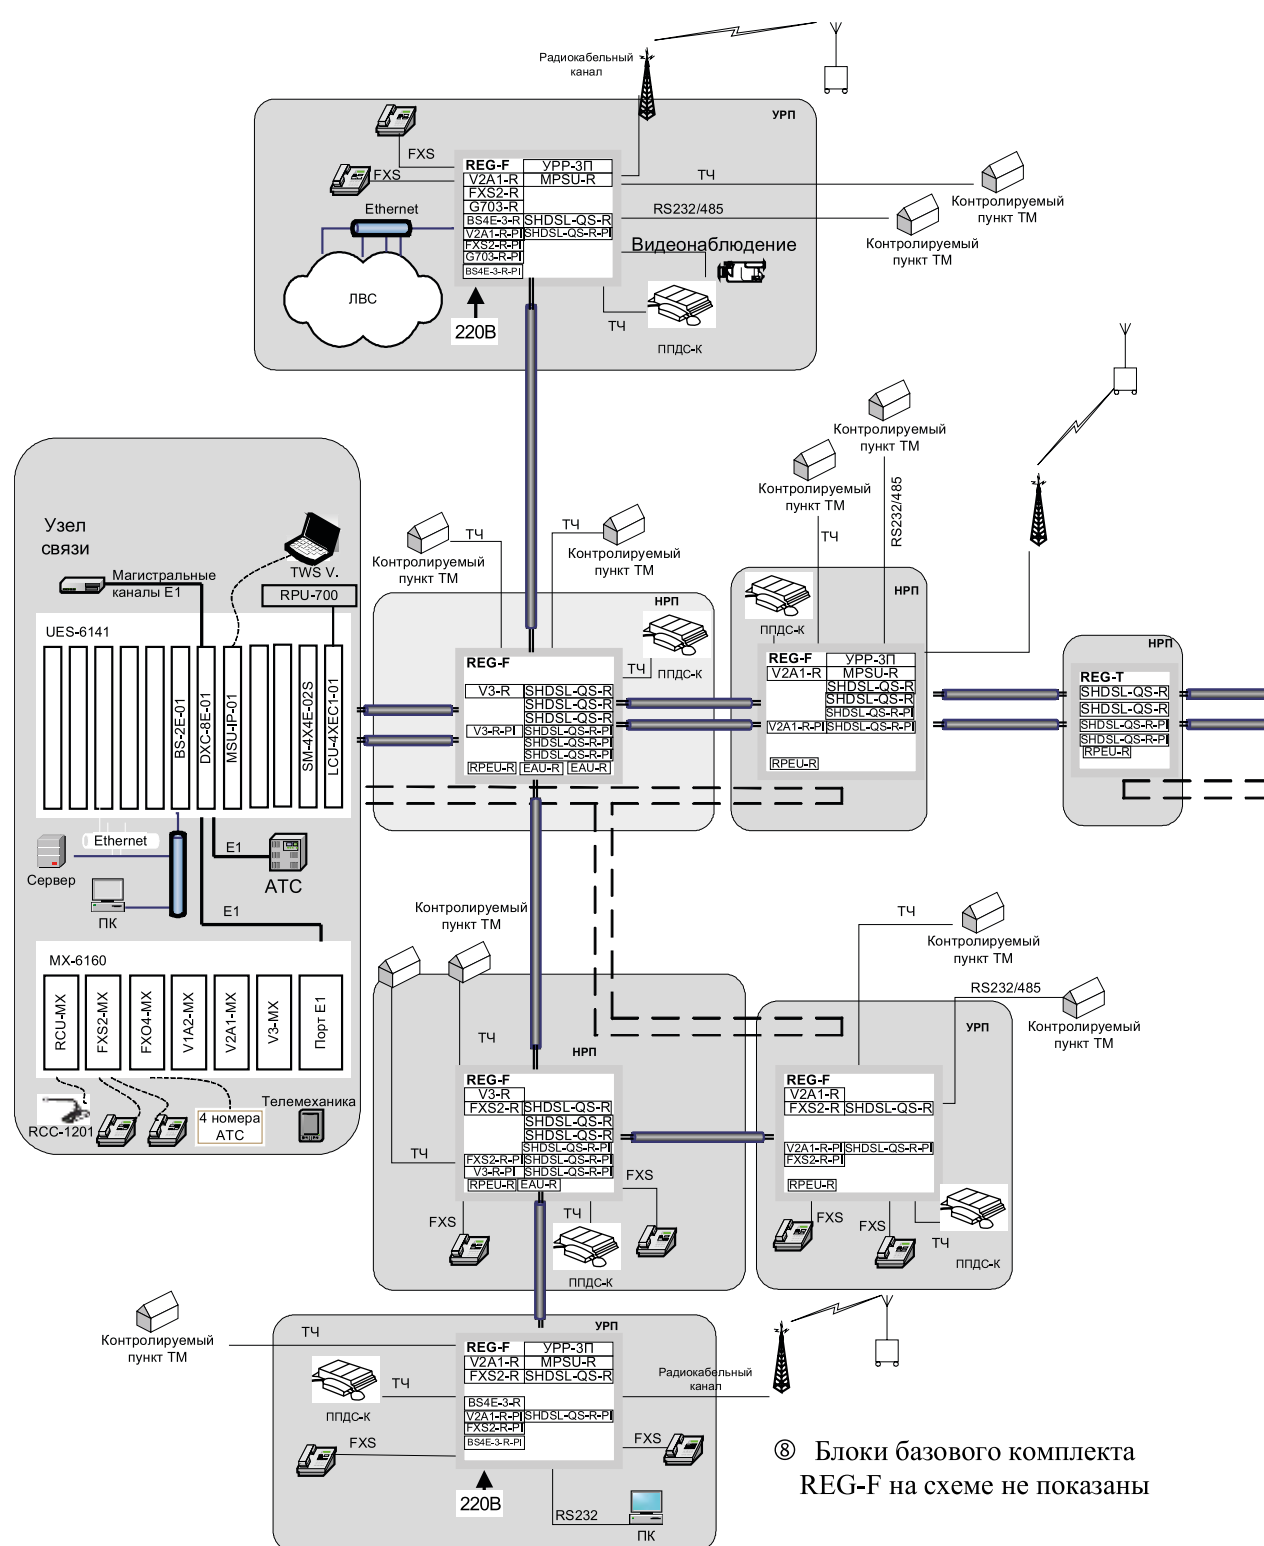 Радиокабельный
канал
УРП
FXS
FXS
REG-F
УРР-3П
V2A1-R
MPSU-R
FXS2-R
G703-R
BS4E-3-R
SHDSL-QS-R
V2A1-R-PI
SHDSL-QS-R-PI
FXS2-R-PI
G703-R-PI
BS4E-3-R-PI
Ethernet
ЛВС
220В
ТЧ
Контролируемый
пункт ТМ
RS232/485
Контролируемый
пункт ТМ
Видеонаблюдение
ТЧ
ППДС-К
Узел
связи
Магистральные
каналы Е1
TWS V.
RPU-700
UES-6141
BS-2E-01
DXC-8E-01
MSU-IP-01
SM-4X4E-02S
LCU-4XEC1-01
Ethernet
Сервер
ПК
E1
АТС
E1
MX-6160
RCU-MX
FXS2-MX
FXO4-MX
V1A2-MX
V2A1-MX
V3-MX
Порт Е1
RCC-1201
4 номера
АТС
Телемеханика
ТЧ
Контролируемый
пункт ТМ
ТЧ
Контролируемый
пункт ТМ
НРП
REG-F
V3-R
SHDSL-QS-R
SHDSL-QS-R
SHDSL-QS-R
V3-R-PI
SHDSL-QS-R-PI
SHDSL-QS-R-PI
SHDSL-QS-R-PI
RPEU-R
EAU-R
EAU-R
ТЧ
ППДС-К
Контролируемый
пункт ТМ
Контролируемый
пункт ТМ
ТЧ
RS232/485
НРП
ППДС-К
REG-F
УРР-3П
V2A1-R
MPSU-R
SHDSL-QS-R
SHDSL-QS-R
SHDSL-QS-R-PI
V2A1-R-PI
SHDSL-QS-R-PI
RPEU-R
НРП
REG-T
SHDSL-QS-R
SHDSL-QS-R
SHDSL-QS-R-PI
SHDSL-QS-R-PI
RPEU-R
Контролируемый
пункт ТМ
ТЧ
НРП
REG-F
V3-R
FXS2-R
SHDSL-QS-R
SHDSL-QS-R
SHDSL-QS-R
SHDSL-QS-R-PI
FXS2-R-PI
SHDSL-QS-R-PI
V3-R-PI
SHDSL-QS-R-PI
RPEU-R
EAU-R
ТЧ
FXS
FXS
ТЧ
ППДС-К
ТЧ
Контролируемый
пункт ТМ
RS232/485
Контролируемый
пункт ТМ
УРП
REG-F
V2A1-R
FXS2-R
SHDSL-QS-R
V2A1-R-PI
SHDSL-QS-R-PI
FXS2-R-PI
RPEU-R
FXS
FXS
ТЧ
ППДС-К
Контролируемый
пункт ТМ
ТЧ
УРП
REG-F
УРР-3П
V2A1-R
MPSU-R
FXS2-R
SHDSL-QS-R
BS4E-3-R
V2A1-R-PI
SHDSL-QS-R-PI
FXS2-R-PI
BS4E-3-R-PI
ТЧ
ППДС-К
FXS
FXS
220В
RS232
ПК
Радиокабельный
канал
⑧ Блоки базового комплекта
REG-F на схеме не показаны